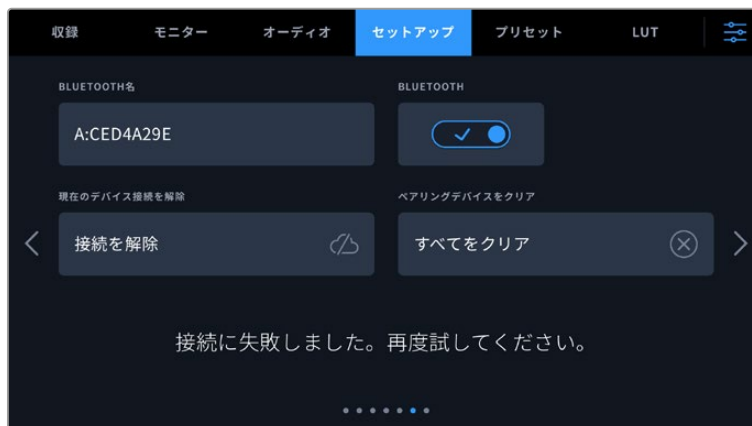 収録 モニター オーディオ セットアップ プリセット LUT
BLUETOOTH名 BLUETOOTH
A:CED4A29E
現在のデバイス接続を解除 ペアリングデバイスをクリア
接続を解除 すべてをクリア
接続に失敗しました。再度試してください。